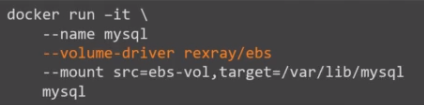 docker run –it \
--name mysql
--volume-driver rexray/ebs
--mount src=ebs-vol,target=/var/lib/mysql
mysql